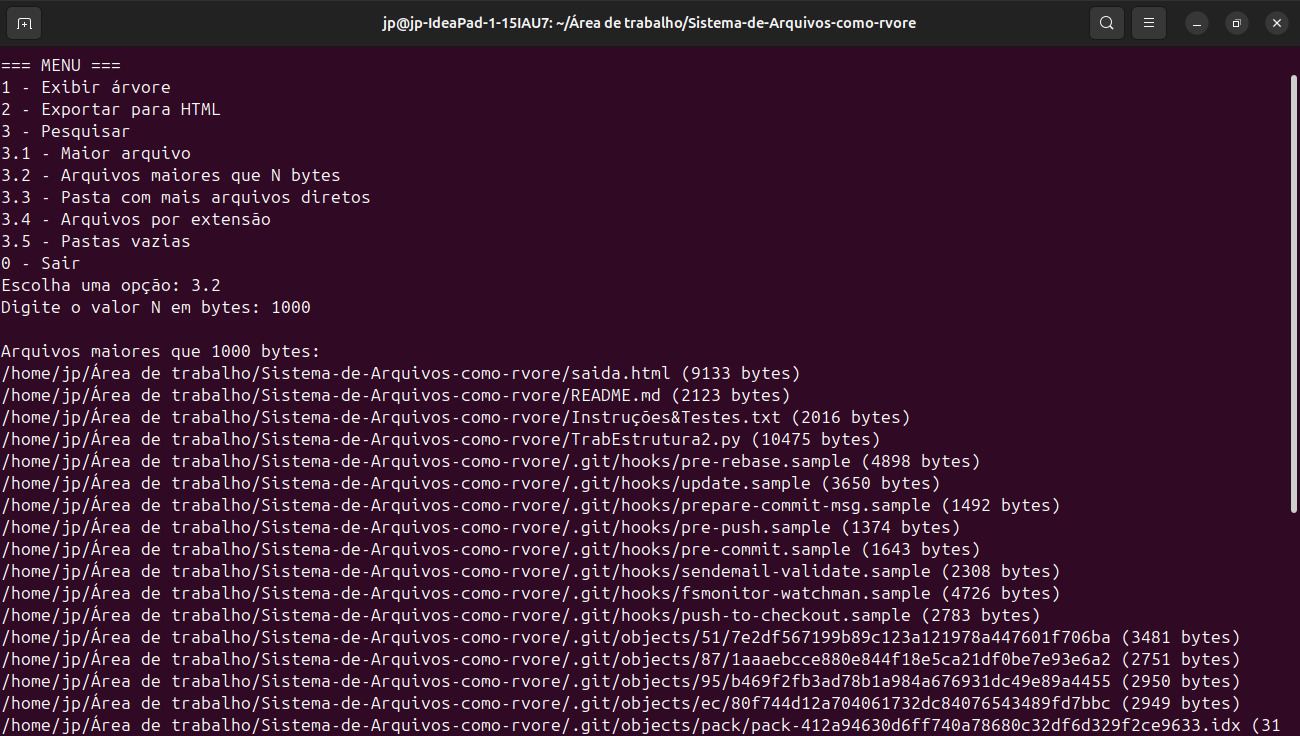 jp@jp-IdeaPad-1-15IAU7: ~/Área de trabalho/Sistema-de-Arquivos-como-rvore
=== MENU ===
1 - Exibir árvore
2 - Exportar para HTML
3 - Pesquisar
3.1 - Maior arquivo
3.2 - Arquivos maiores que N bytes
3.3 - Pasta com mais arquivos diretos
3.4 - Arquivos por extensão
3.5 - Pastas vazias
0 - Sair
Escolha uma opção: 3.2
Digite o valor N em bytes: 1000
Arquivos maiores que 1000 bytes:
/home/jp/Área de trabalho/Sistema-de-Arquivos-como-rvore/saida.html (9133 bytes)
/home/jp/Área de trabalho/Sistema-de-Arquivos-como-rvore/README.md (2123 bytes)
/home/jp/Área de trabalho/Sistema-de-Arquivos-como-rvore/Instruções&Testes.txt (2016 bytes)
/home/jp/Área de trabalho/Sistema-de-Arquivos-como-rvore/TrabEstrutura2.py (10475 bytes)
/home/jp/Área de trabalho/Sistema-de-Arquivos-como-rvore/.git/hooks/pre-rebase.sample (4898 bytes)
/home/jp/Área de trabalho/Sistema-de-Arquivos-como-rvore/.git/hooks/update.sample (3650 bytes)
/home/jp/Área de trabalho/Sistema-de-Arquivos-como-rvore/.git/hooks/prepare-commit-msg.sample (1492 bytes)
/home/jp/Área de trabalho/Sistema-de-Arquivos-como-rvore/.git/hooks/pre-push.sample (1374 bytes)
/home/jp/Área de trabalho/Sistema-de-Arquivos-como-rvore/.git/hooks/pre-commit.sample (1643 bytes)
/home/jp/Área de trabalho/Sistema-de-Arquivos-como-rvore/.git/hooks/sendemail-validate.sample (2308 bytes)
/home/jp/Área de trabalho/Sistema-de-Arquivos-como-rvore/.git/hooks/fsmonitor-watchman.sample (4726 bytes)
/home/jp/Área de trabalho/Sistema-de-Arquivos-como-rvore/.git/hooks/push-to-checkout.sample (2783 bytes)
/home/jp/Área de trabalho/Sistema-de-Arquivos-como-rvore/.git/objects/51/7e2df567199b89c123a121978a447601f706ba (3481 bytes)
/home/jp/Área de trabalho/Sistema-de-Arquivos-como-rvore/.git/objects/87/1aaaebcce880e844f18e5ca21df0be7e93e6a2 (2751 bytes)
/home/jp/Área de trabalho/Sistema-de-Arquivos-como-rvore/.git/objects/95/b469f2fb3ad78b1a984a676931dc49e89a4455 (2950 bytes)
/home/jp/Área de trabalho/Sistema-de-Arquivos-como-rvore/.git/objects/ec/80f744d12a704061732dc84076543489fd7bbc (2949 bytes)
/home/jp/Área de trabalho/Sistema-de-Arquivos-como-rvore/.git/objects/pack/pack-412a94630d6ff740a78680c32df6d329f2ce9633.idx (31